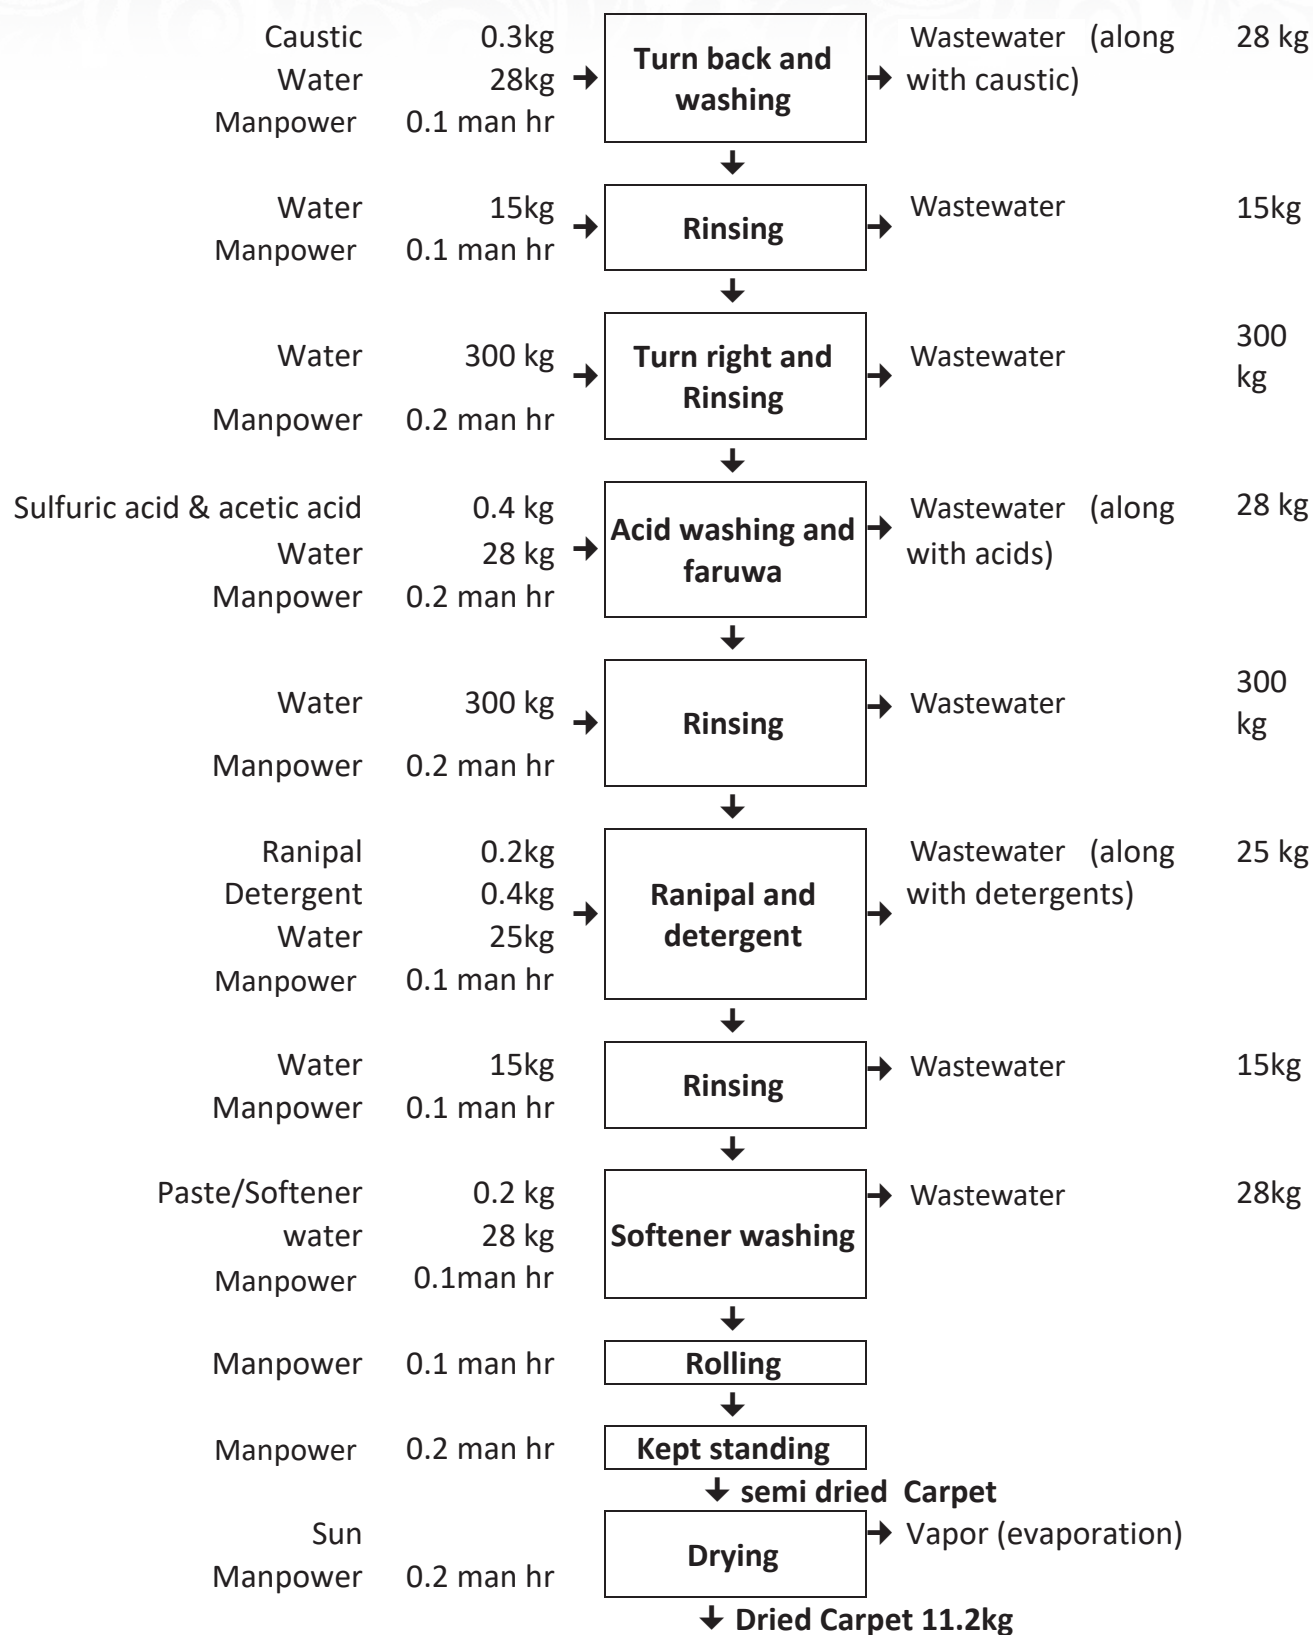 Caustic 0.3kg
Water 28kg
Manpower 0.1 man hr
Turn back and
washing
Wastewater (along 28 kg
with caustic)
Water 15kg
Manpower 0.1 man hr
Rinsing
Wastewater 15kg
Water 300 kg
Manpower 0.2 man hr
Turn right and
Rinsing
Wastewater
300
kg
Sulfuric acid & acetic acid 0.4 kg
Water 28 kg
Manpower 0.2 man hr
Acid washing and
faruwa
Wastewater (along 28 kg
with acids)
Water 300 kg
Manpower 0.2 man hr
Rinsing
Wastewater
300
kg
Ranipal 0.2kg
Detergent 0.4kg
Water 25kg
Manpower 0.1 man hr
Ranipal and
detergent
Wastewater (along 25 kg
with detergents)
Water 15kg
Manpower 0.1 man hr
Rinsing
Wastewater 15kg
Paste/Softener 0.2 kg
water 28 kg
Manpower 0.1man hr
Softener washing
Wastewater 28kg
Manpower 0.1 man hr
Rolling
Manpower 0.2 man hr
Kept standing
semi dried Carpet
Sun
Manpower 0.2 man hr
Drying
Vapor (evaporation)
Dried Carpet 11.2kg